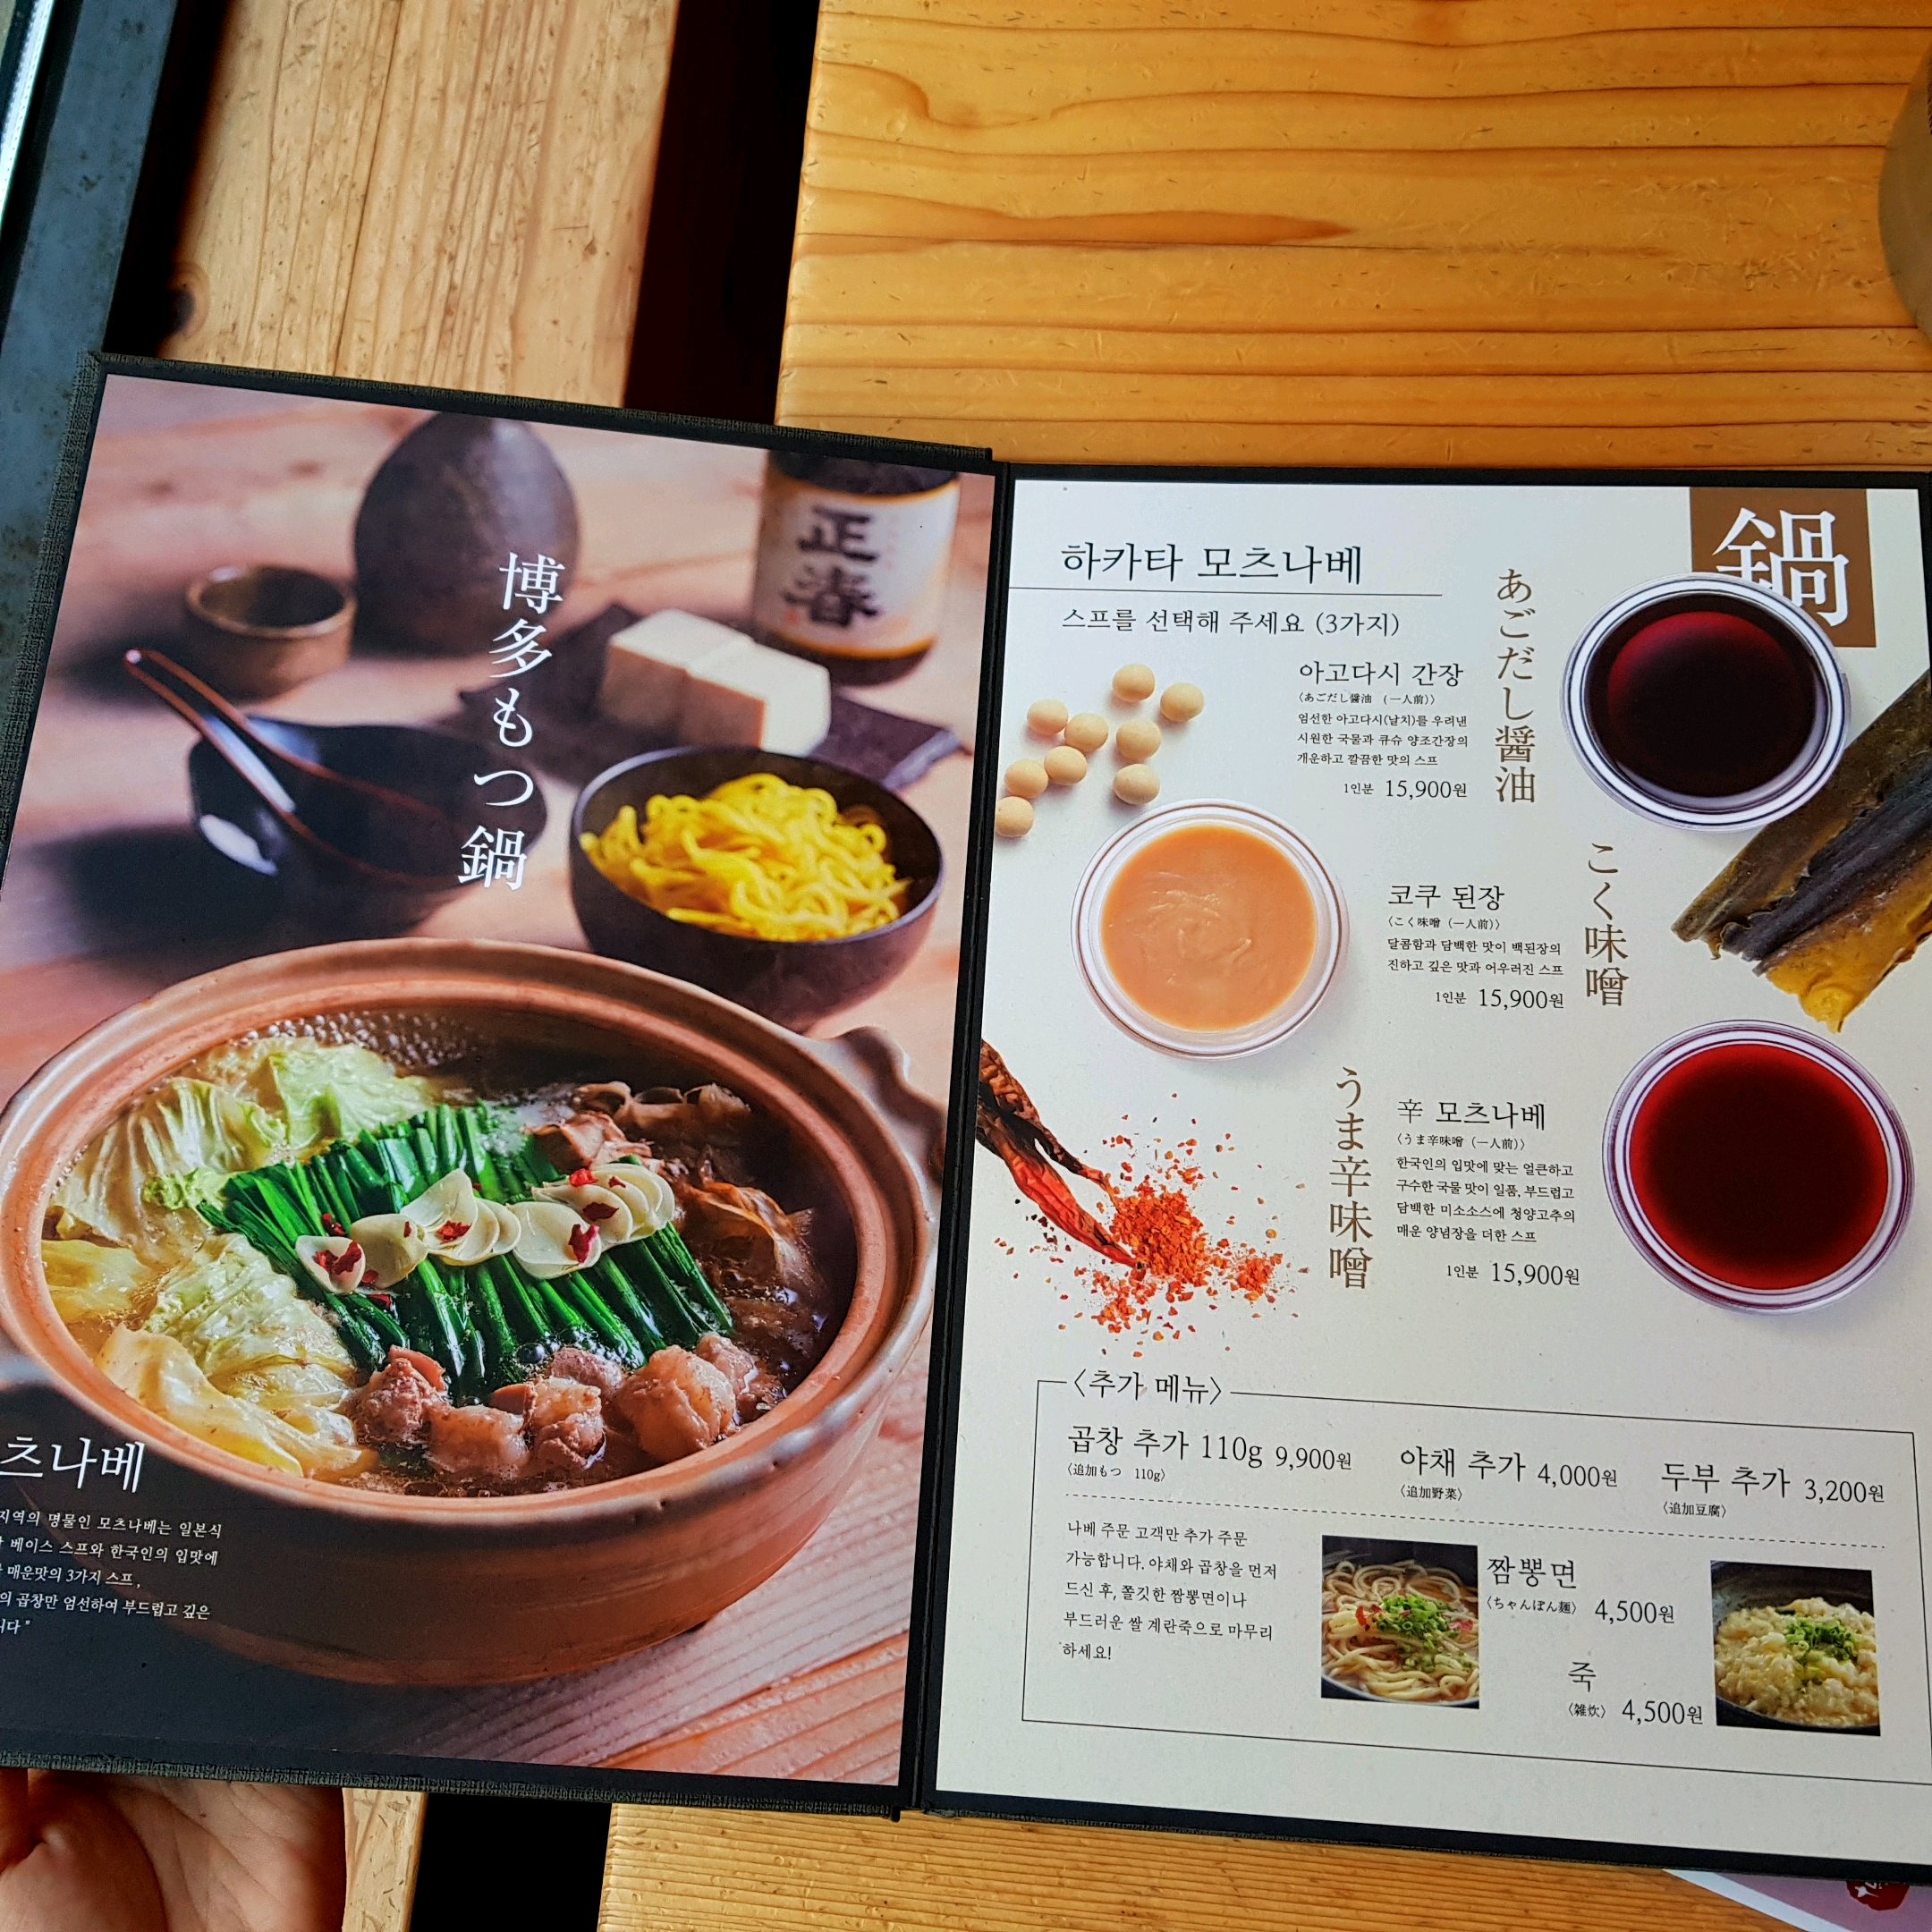 博多もつ鍋
正春
츠나베
지역의 명물인 모츠나베는 일본식
베이스 스프와 한국인의 입맛에
매운맛의 3가지 스프,
의 곱창만 엄선하여 부드럽고 깊은
니다"
鍋
하카타 모츠나베
스프를 선택해 주세요 (3가지)
あごだし醤油
아고다시 간장
〈あごだし醤油 (一人前)〉
엄선한 아고다시(날치)를 우려낸
시원한 국물과 큐슈 양조간장의
개운하고 깔끔한 맛의 스프
1인분 15,900원
こく味噌
코쿠 된장
〈こく味噌 (一人前)〉
달콤함과 담백한 맛이 백된장의
진하고 깊은 맛과 어우러진 스프
1인분 15,900원
うま辛味噌
辛 모츠나베
〈うま辛味噌 (一人前)〉
한국인의 입맛에 맞는 얼큰하고
구수한 국물 맛이 일품, 부드럽고
담백한 미소소스에 청양고추의
매운 양념장을 더한 스프
1인분 15,900원
〈추가 메뉴〉
곱창 추가 110g 9,900원
〈追加もつ 110g〉
야채 추가 4,000원
〈追加野菜〉
두부 추가 3,200원
〈追加豆腐〉
나베 주문 고객만 추가 주문
가능합니다. 야채와 곱창을 먼저
드신 후, 쫄깃한 짬뽕면이나
부드러운 쌀 계란죽으로 마무리
하세요!
짬뽕면
〈ちゃんぽん麺〉 4,500원
죽
〈雑炊〉 4,500원